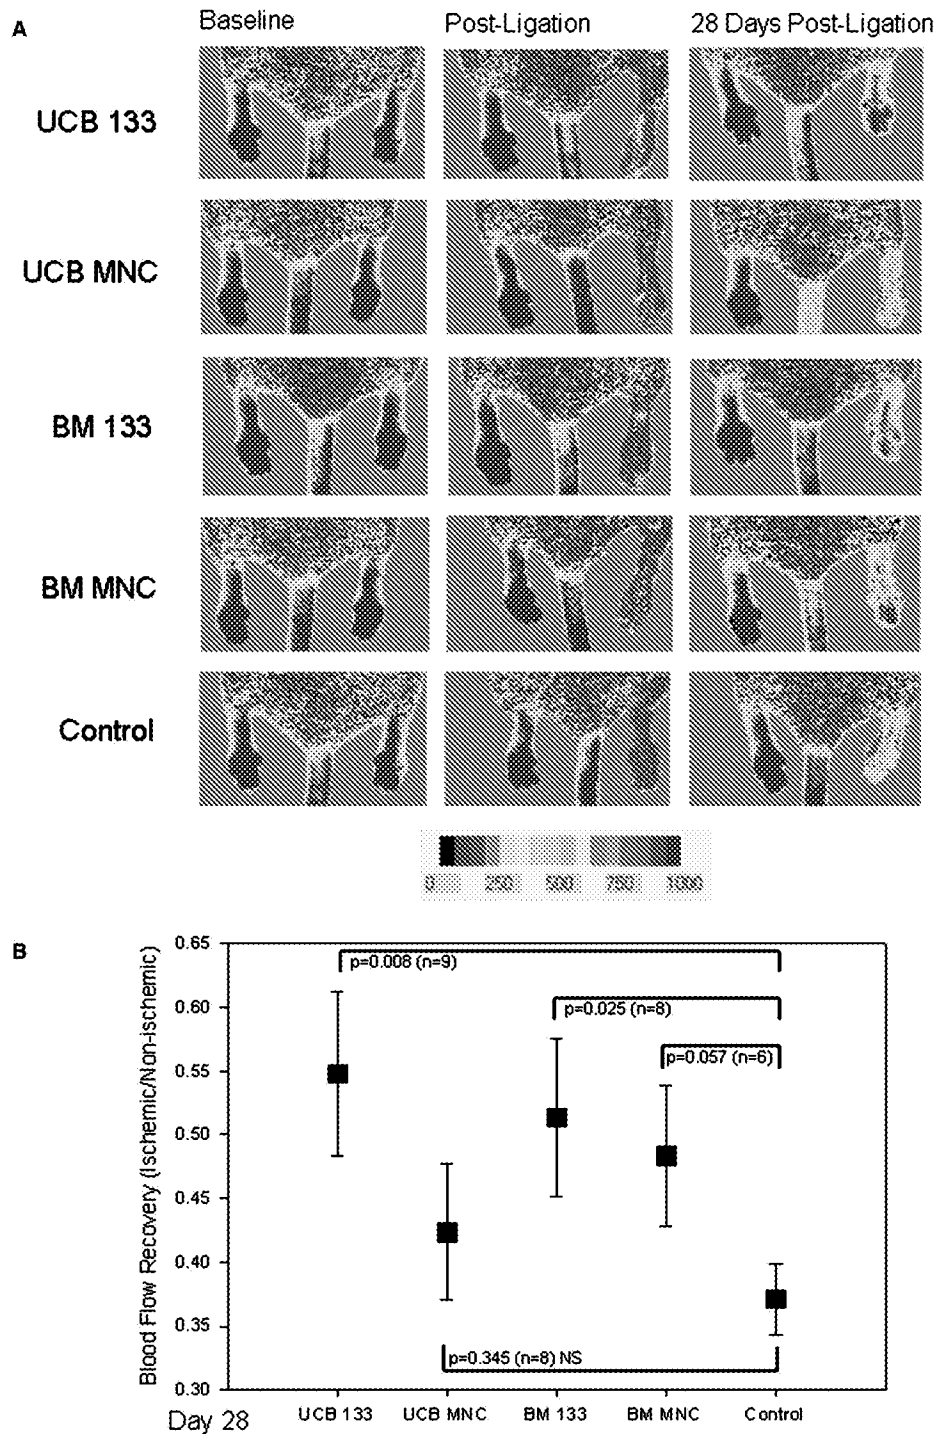 A
Baseline Post-Ligation 28 Days Post-Ligation
UCB 133
UCB MNC
BM 133
BM MNC
Control
0 250 500 750 1000
B
Blood Flow Recovery (Ischemic/Non-ischemic)
0.65
0.60
0.55
0.50
0.45
0.40
0.35
0.30
p=0.008 (n=9)
p=0.025 (n=8)
p=0.057 (n=6)
p=0.345 (n=8) NS
Day 28
UCB 133 UCB MNC BM 133 BM MNC Control